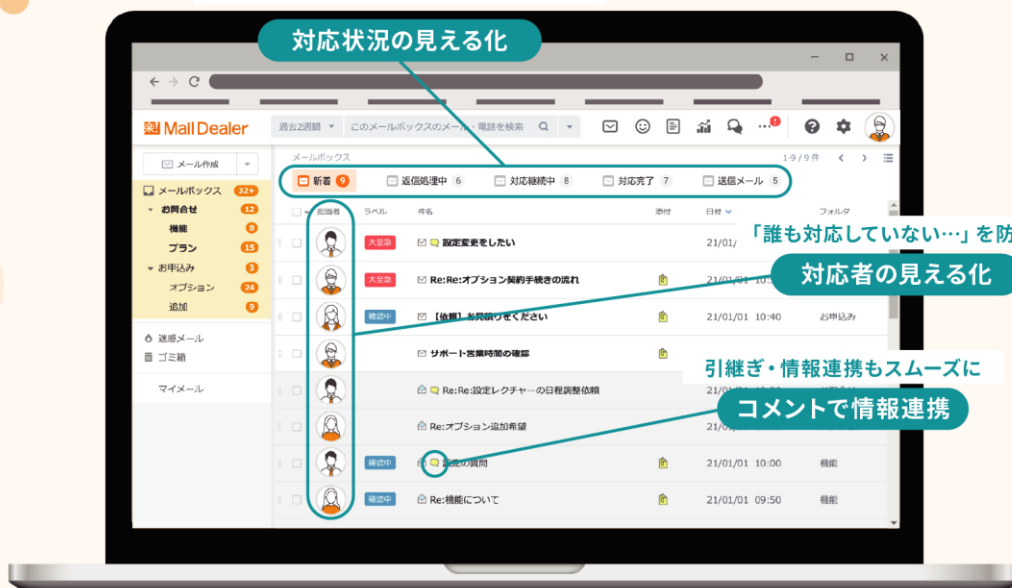 対応状況の見える化
Mail Dealer
過去2週間
このメールボックスのメール・電話を検索
メール作成
メールボックス
1-9 / 9 件
新着 9
返信処理中 6
対応継続中 8
対応完了 7
送信メール 5
メールボックス 32+
お問合せ 12
機能 8
プラン 15
お申込み 3
オプション 24
追加 9
迷惑メール
ゴミ箱
マイメール
担当者 ラベル 件名 添付 日付 フォルダ
大至急 設定変更をしたい 21/01/
「誰も対応していない…」を防
対応者の見える化
大至急 Re:Re:オプション契約手続きの流れ 21/01/01
確認中 【依頼】お見積りをください 21/01/01 10:40 お申込み
サポート営業時間の確認
引継ぎ・情報連携もスムーズに
コメントで情報連携
Re:Re:設定レクチャーの日程調整依頼
Re:オプション追加希望
確認中 設定の質問 21/01/01 10:00 機能
確認中 Re:機能について 21/01/01 09:50 機能